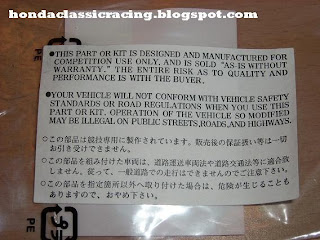 hondaclassicracing.blogspot.com
●THIS PART OR KIT IS DESIGNED AND MANUFACTURED FOR
COMPETITION USE ONLY, AND IS SOLD "AS-IS WITHOUT
WARRANTY." THE ENTIRE RISK AS TO QUALITY AND
PERFORMANCE IS WITH THE BUYER.
●YOUR VEHICLE WILL NOT CONFORM WITH VEHICLE SAFETY
STANDARDS OR ROAD REGULATIONS WHEN YOU USE THIS
PART OR KIT. OPERATION OF THE VEHICLE SO MODIFIED
MAY BE ILLEGAL ON PUBLIC STREETS,ROADS,AND HIGHWAYS.
○この部品は競技専用に製作されています。販売後の保証扱い等は一切
お引き受けできません。
○この部品を組み付けた車両は、道路運送車両法や道路交通法等に適合致
しません、従って、一般道路での走行はできませんのでご注意下さい。
○この部品を指定箇所以外へ取り付けた場合は、危険が生じることも
ありますので、おやめ下さい。
PE
PE